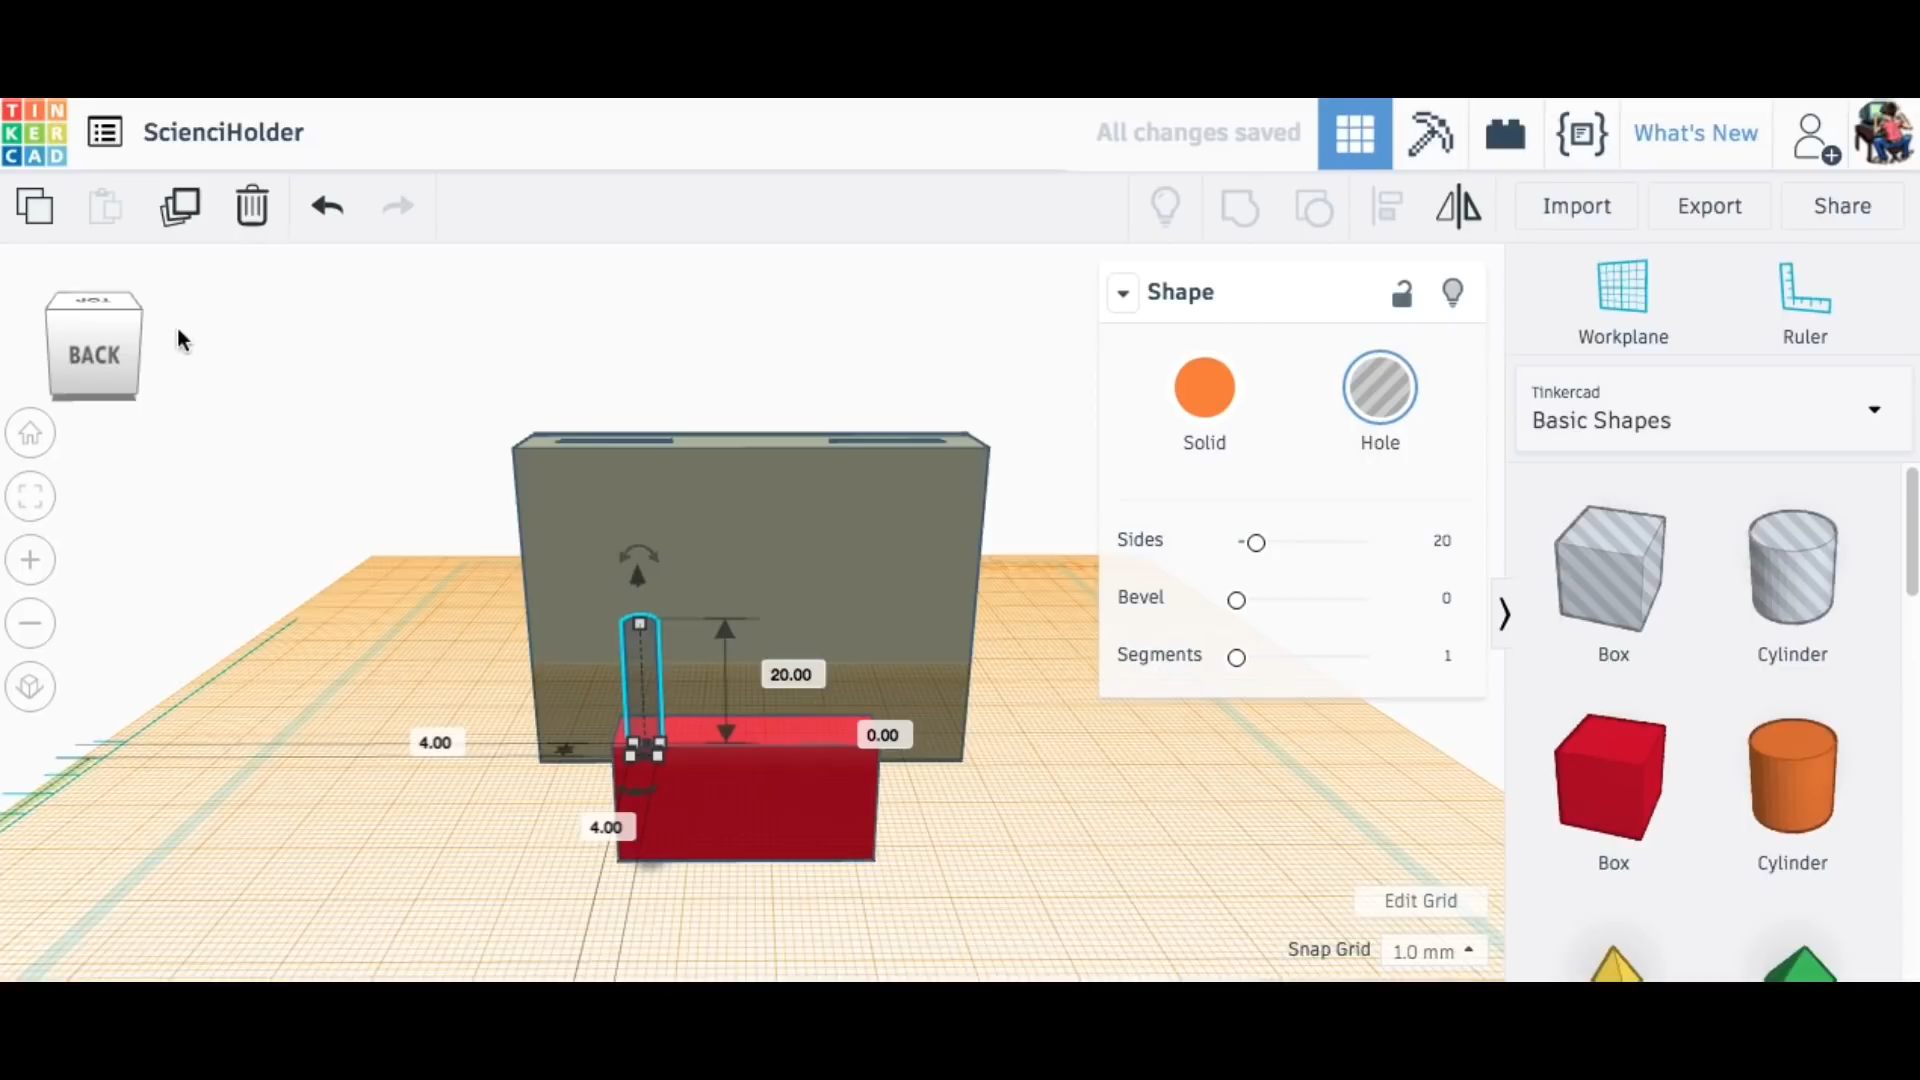 TIN
KER
CAD
ScienciHolder
All changes saved
What's New
Import
Export
Share
TOP
BACK
Shape
Solid
Hole
Sides
20
Bevel
0
Segments
1
Workplane
Ruler
Tinkercad
Basic Shapes
Box
Cylinder
Box
Cylinder
20.00
0.00
4.00
4.00
Edit Grid
Snap Grid
1.0 mm